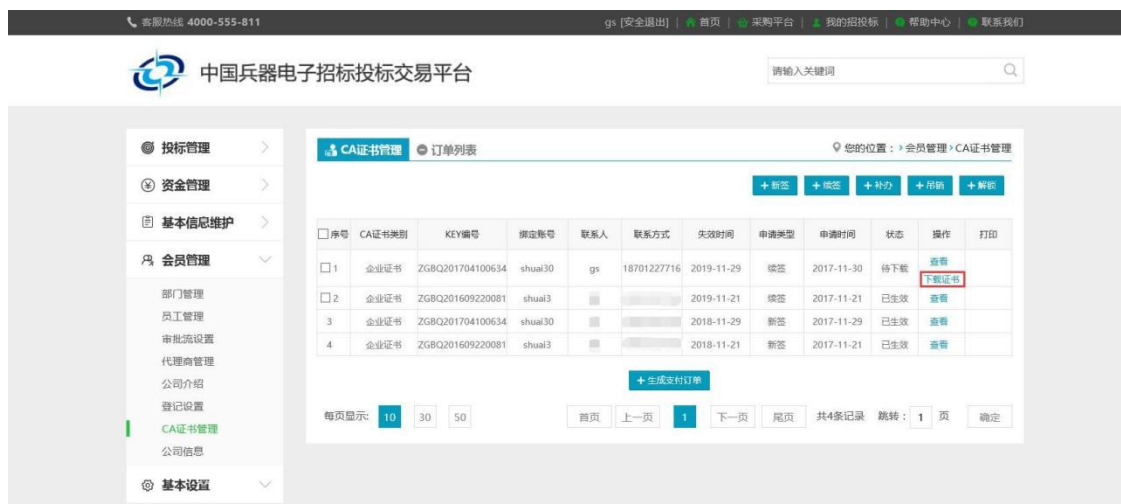 客服热线 4000-555-811
gs [安全退出] | 首页 | 采购平台 | 我的招投标 | 帮助中心 | 联系我们
中国兵器电子招标投标交易平台
请输入关键词
投标管理
资金管理
基本信息维护
会员管理
部门管理
员工管理
审批流设置
代理商管理
公司介绍
登记设置
CA证书管理
公司信息
基本设置
CA证书管理 订单列表
您的位置：›会员管理›CA证书管理
+新签 +续签 +补办 +吊销 +解锁
序号 CA证书类别 KEY编号 绑定账号 联系人 联系方式 失效时间 申请类型 申请时间 状态 操作 打印
1 企业证书 ZGBQ201704100634 shuai30 gs 18701227716 2019-11-29 续签 2017-11-30 待下载 查看
下载证书
2 企业证书 ZGBQ201609220081 shuai3 2019-11-21 续签 2017-11-21 已生效 查看
3 企业证书 ZGBQ201704100634 shuai30 2018-11-29 新签 2017-11-29 已生效 查看
4 企业证书 ZGBQ201609220081 shuai3 2018-11-21 新签 2017-11-21 已生效 查看
+生成支付订单
每页显示: 10 30 50 首页 上一页 1 下一页 尾页 共4条记录 跳转： 1 页 确定